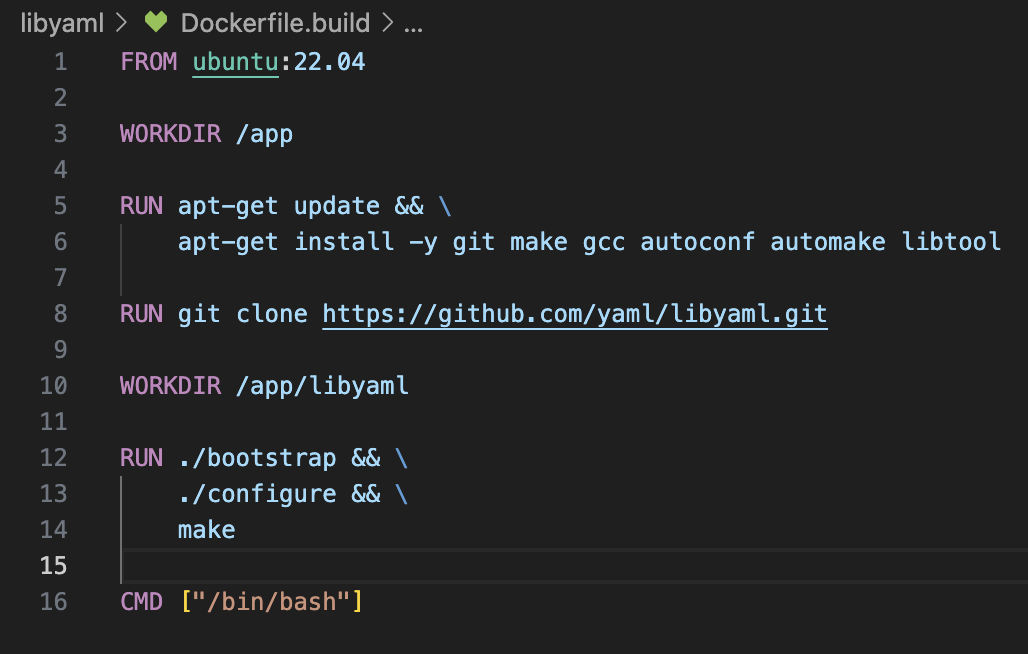 libyaml > Dockerfile.build > ...
1 FROM ubuntu:22.04
2
3 WORKDIR /app
4
5 RUN apt-get update && \
6     apt-get install -y git make gcc autoconf automake libtool
7
8 RUN git clone https://github.com/yaml/libyaml.git
9
10 WORKDIR /app/libyaml
11
12 RUN ./bootstrap && \
13     ./configure && \
14     make
15
16 CMD ["/bin/bash"]